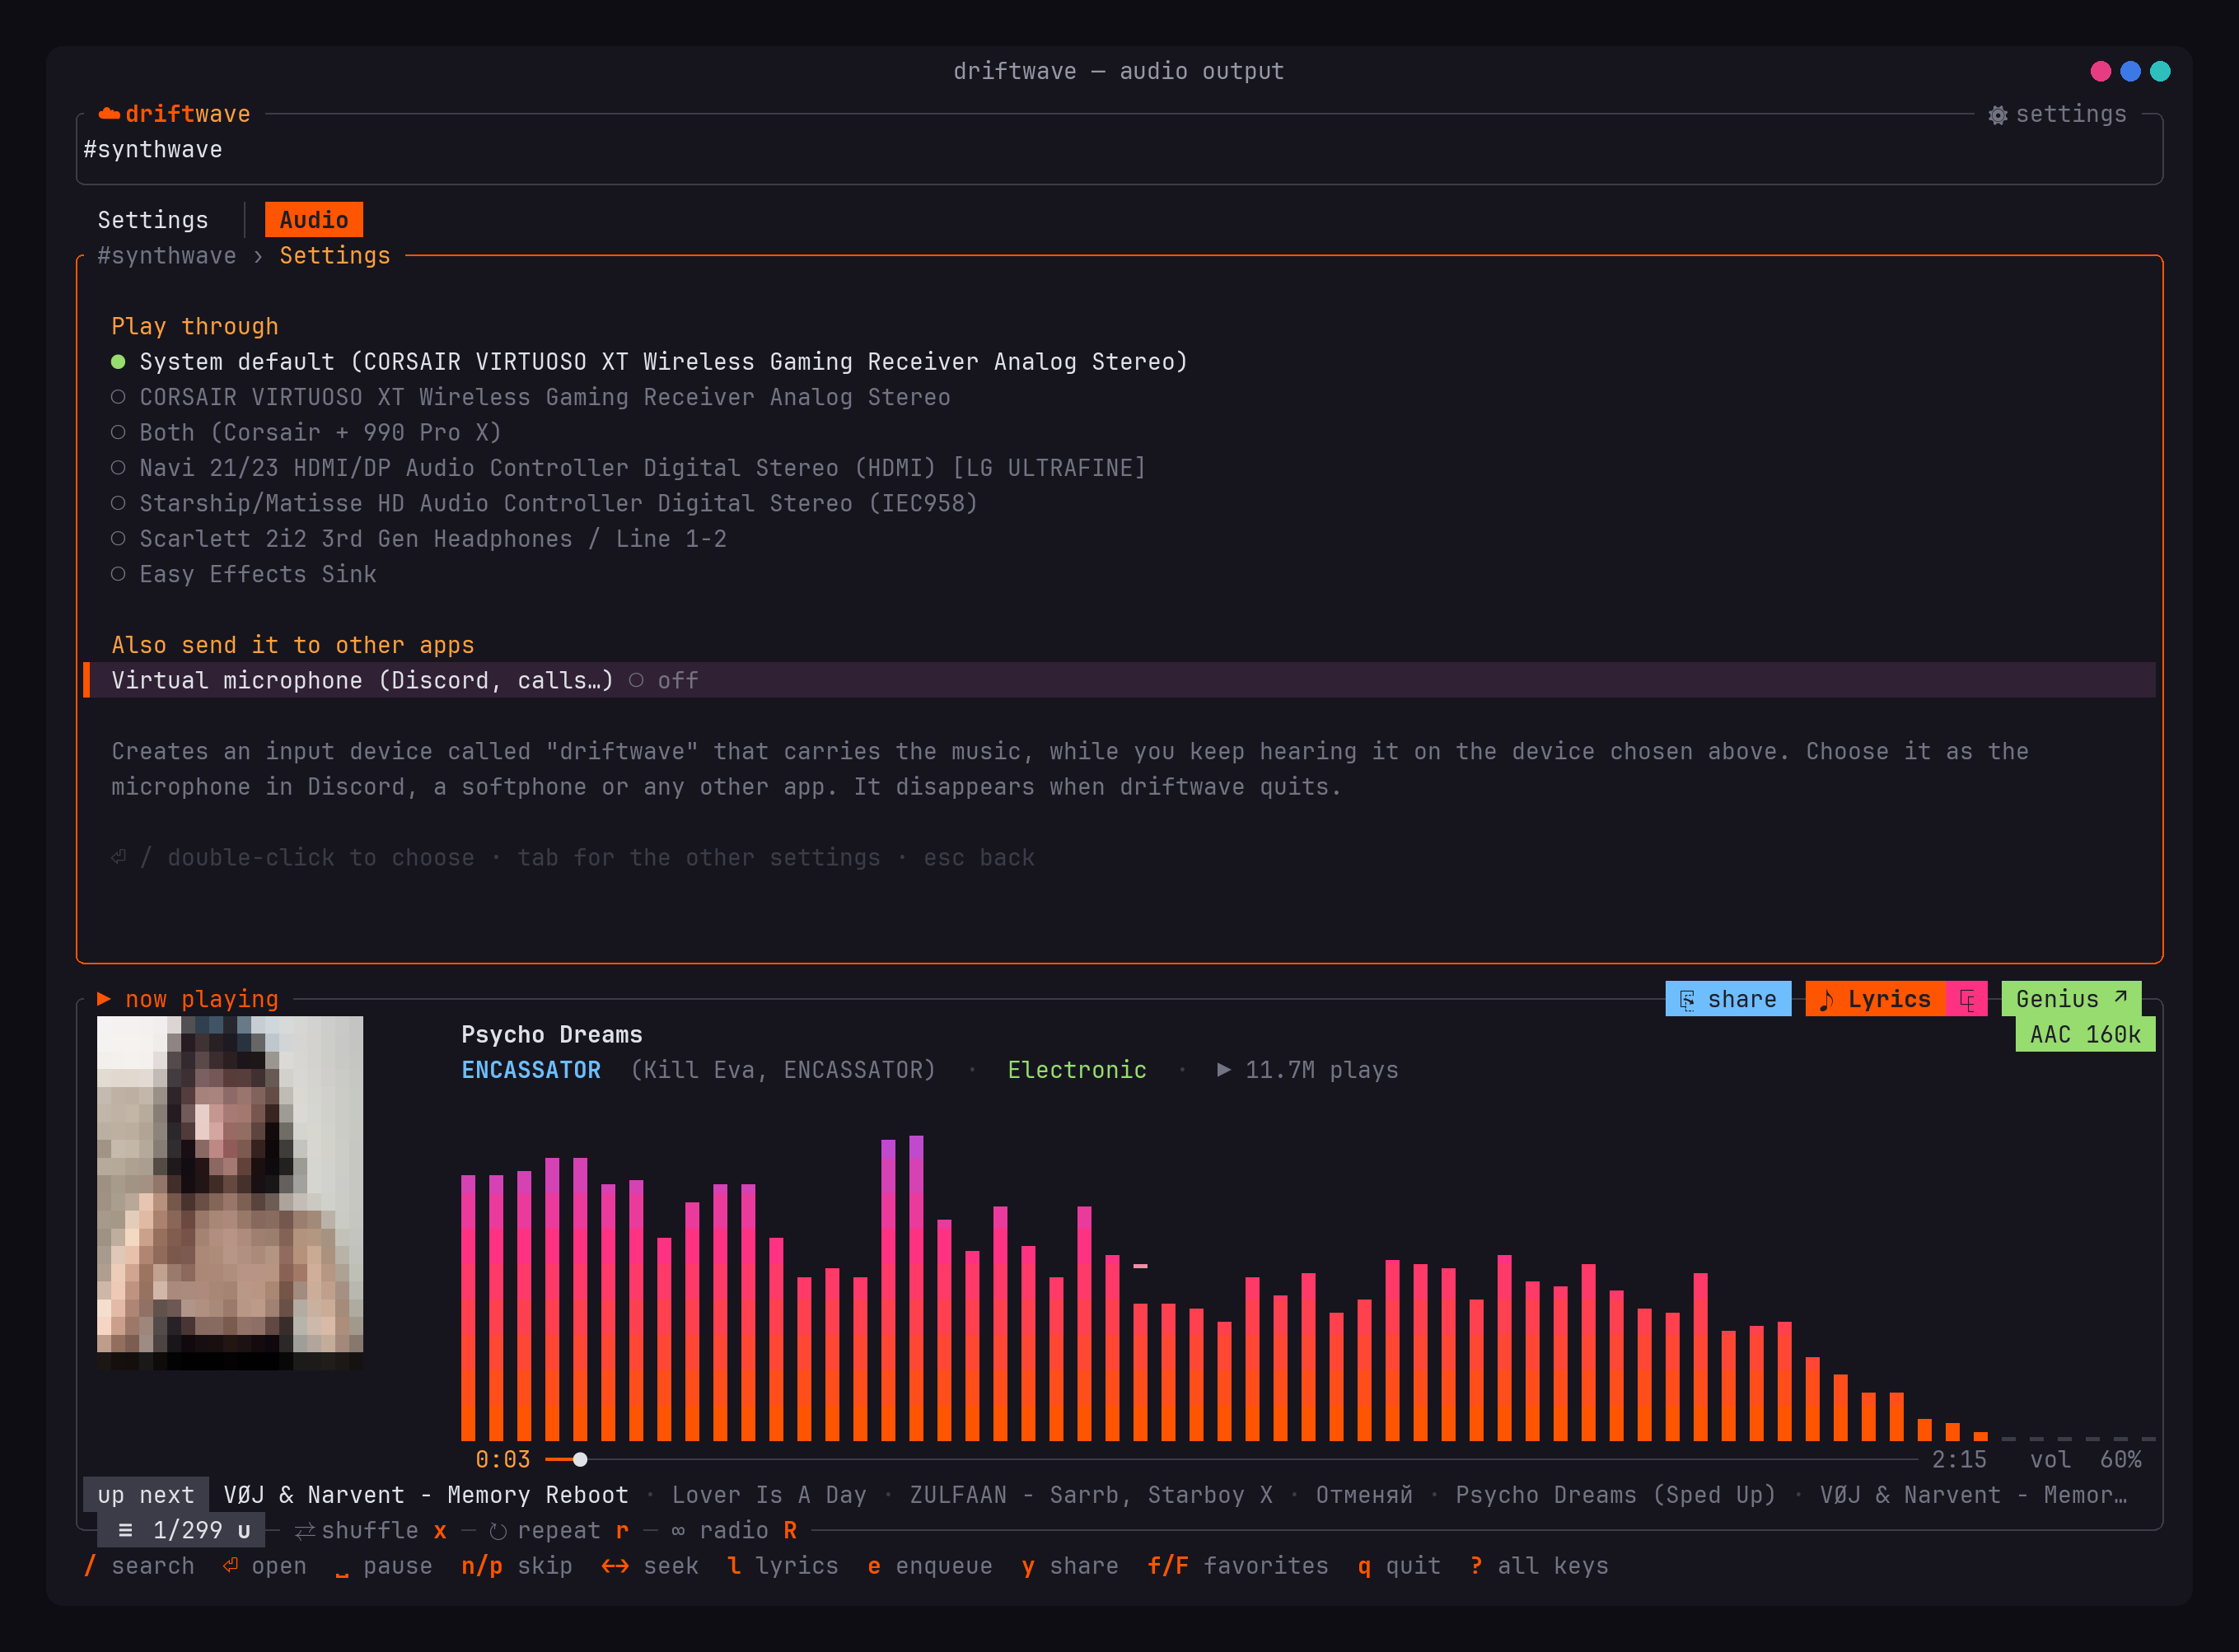 driftwave — audio output
driftwave settings
#synthwave
Settings Audio
#synthwave › Settings
Play through
System default (CORSAIR VIRTUOSO XT Wireless Gaming Receiver Analog Stereo)
CORSAIR VIRTUOSO XT Wireless Gaming Receiver Analog Stereo
Both (Corsair + 990 Pro X)
Navi 21/23 HDMI/DP Audio Controller Digital Stereo (HDMI) [LG ULTRAFINE]
Starship/Matisse HD Audio Controller Digital Stereo (IEC958)
Scarlett 2i2 3rd Gen Headphones / Line 1-2
Easy Effects Sink
Also send it to other apps
Virtual microphone (Discord, calls…) ○ off
Creates an input device called "driftwave" that carries the music, while you keep hearing it on the device chosen above. Choose it as the
microphone in Discord, a softphone or any other app. It disappears when driftwave quits.
⏎ / double-click to choose · tab for the other settings · esc back
▶ now playing share ♪ Lyrics Genius ↗
Psycho Dreams AAC 160k
ENCASSATOR (Kill Eva, ENCASSATOR) · Electronic · ▶ 11.7M plays
0:03 2:15 vol 60%
up next VØJ & Narvent - Memory Reboot · Lover Is A Day · ZULFAAN - Sarrb, Starboy X · Отменяй · Psycho Dreams (Sped Up) · VØJ & Narvent - Memor…
≡ 1/299 u ⇄ shuffle x — ↻ repeat r — ∞ radio R
/ search ⏎ open ␣ pause n/p skip ←→ seek l lyrics e enqueue y share f/F favorites q quit ? all keys